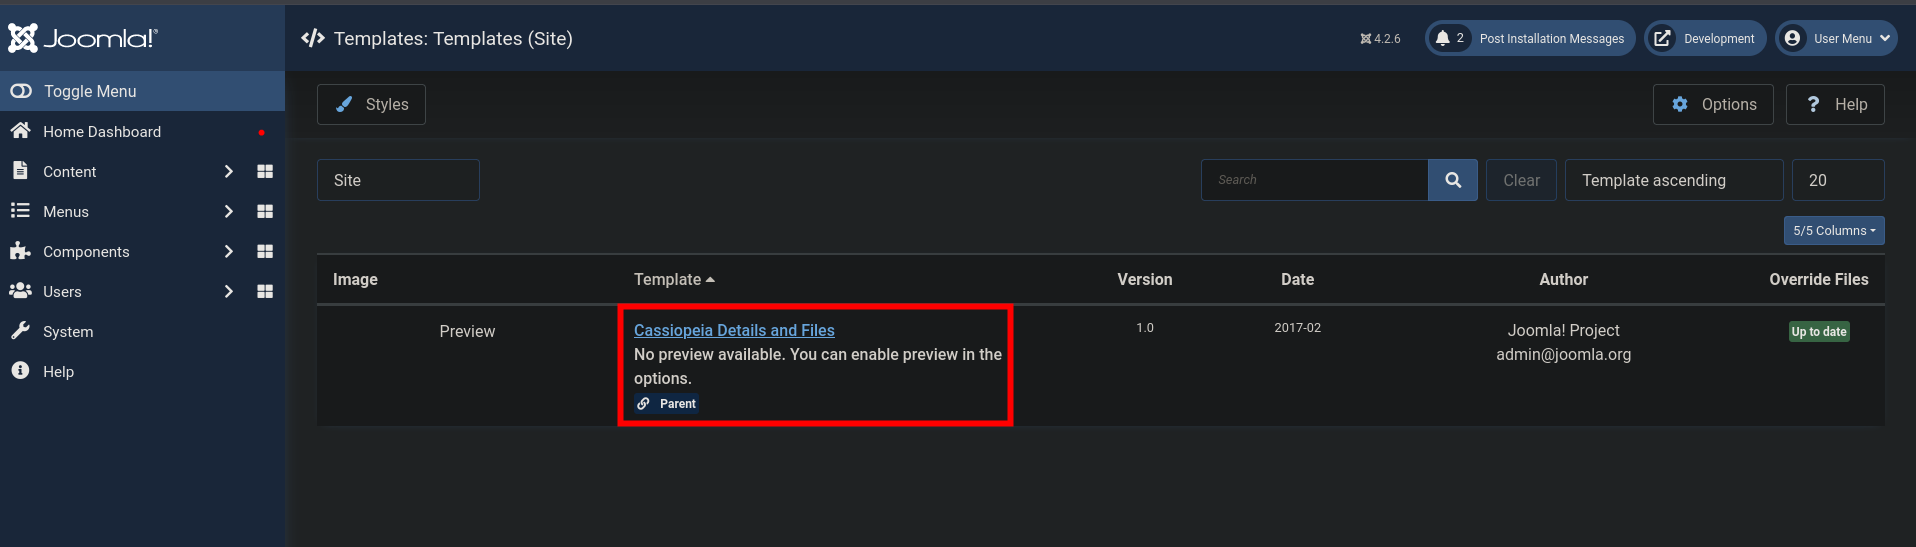 Joomla!®
Templates: Templates (Site)
4.2.6
2 Post Installation Messages
Development
User Menu
Toggle Menu
Home Dashboard
Content
Menus
Components
Users
System
Help
Styles
Options
Help
Site
Search
Clear
Template ascending
20
5/5 Columns
Image Template Version Date Author Override Files
Preview
Cassiopeia Details and Files
No preview available. You can enable preview in the
options.
Parent
1.0
2017-02
Joomla! Project
admin@joomla.org
Up to date